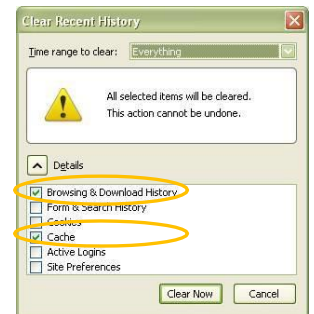 Clear Recent History
Time range to clear: Everything
All selected items will be cleared.
This action cannot be undone.
Details
Browsing & Download History
Form & Search History
Cookies
Cache
Active Logins
Site Preferences
Clear Now Cancel